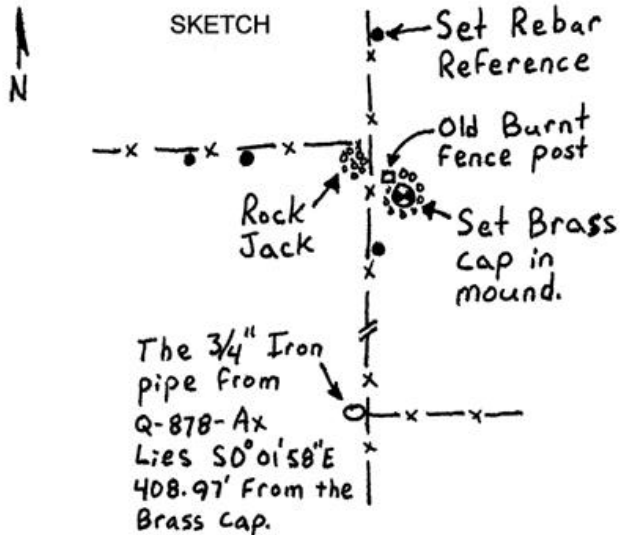 SKETCH
N
Set Rebar
Reference
Old Burnt
Fence post
Rock
Jack
Set Brass
cap in
mound.
The 3/4" Iron
pipe From
Q-878-Ax
Lies S0°01'58"E
408.97' From the
Brass Cap.